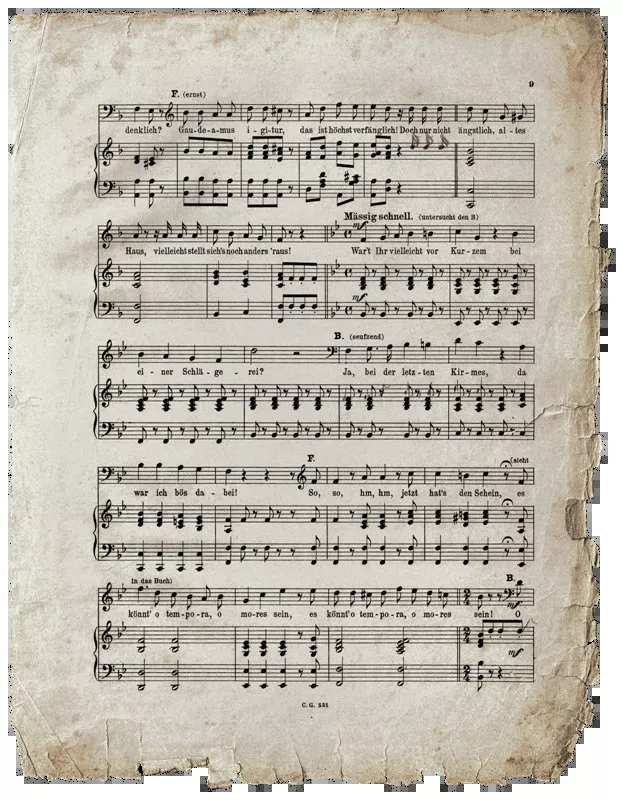 9
F. (ernst)
denklich? Gau-de-a-mus i-gi-tur, das ist höchst verfänglich! Doch nur nicht ängstlich, al-tes
Mässig schnell. (untersucht den B)
mf
Haus, vielleicht stellt sich's noch anders 'raus! War't Ihr vielleicht vor Kur-zem bei
mf
B. (seufzend)
ei-ner Schlä-ge-rei? Ja, bei der letz-ten Kir-mes, da
F.
(sieht
war ich bös da-bei! So, so, hm, hm, jetzt hat's den Schein, es
in das Buch)
B.
mf
könnt' o tem-po-ra, o mo-res sein, es könnt' o tem-po-ra, o mo-res sein! O
mf
C. G. 551